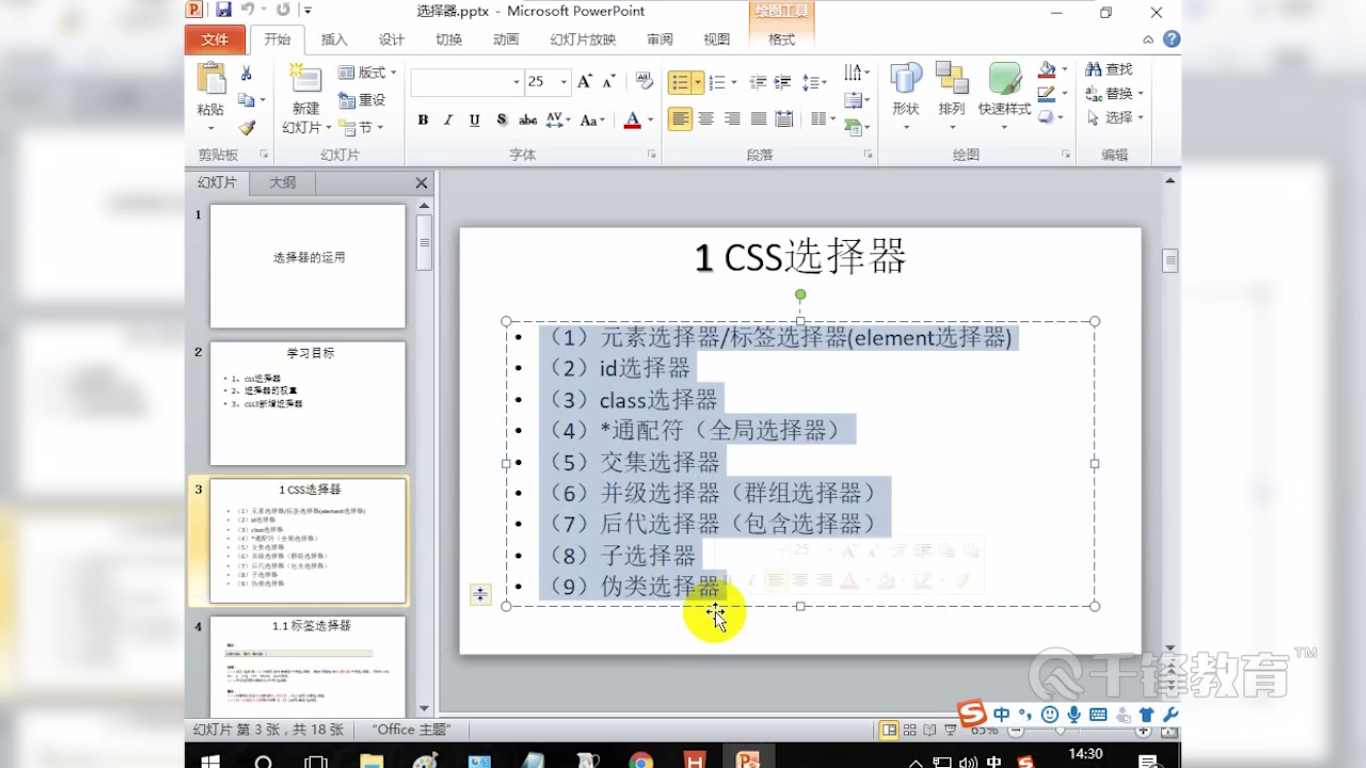 选择器.pptx - Microsoft PowerPoint
绘图工具
文件 开始 插入 设计 切换 动画 幻灯片放映 审阅 视图 格式
粘贴
新建
幻灯片
版式
重设
节
25
B I U S abc AV Aa A
形状
排列
快速样式
查找
替换
选择
剪贴板 幻灯片 字体 段落 绘图 编辑
幻灯片 大纲
1
选择器的运用
2
学习目标
1、css选择器
2、选择器的权重
3、css3新增选择器
3
1 CSS选择器
（1）元素选择器/标签选择器(element选择器)
（2）id选择器
（3）class选择器
（4）*通配符（全局选择器）
（5）交集选择器
（6）并级选择器（群组选择器）
（7）后代选择器（包含选择器）
（8）子选择器
（9）伪类选择器
4
1.1 标签选择器
1 CSS选择器
• （1）元素选择器/标签选择器(element选择器)
• （2）id选择器
• （3）class选择器
• （4）*通配符（全局选择器）
• （5）交集选择器
• （6）并级选择器（群组选择器）
• （7）后代选择器（包含选择器）
• （8）子选择器
• （9）伪类选择器
25
千锋教育 TM
中
幻灯片 第 3 张，共 18 张 "Office 主题" 65%
中
14:30